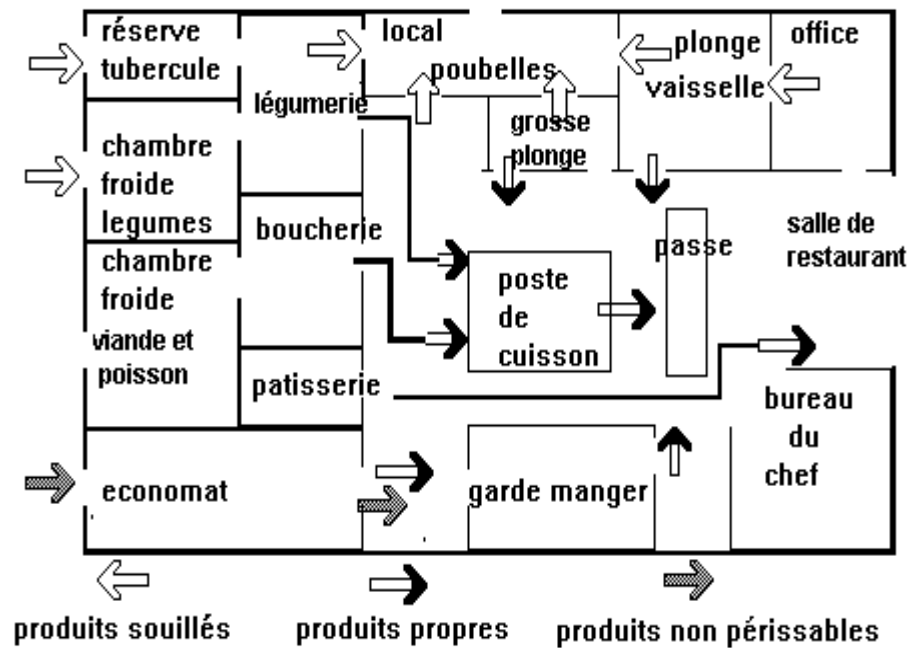 réserve
tubercule
local
poubelles
plonge
vaisselle
office
légumerie
grosse
plonge
chambre
froide
legumes
boucherie
chambre
froide
viande et
poisson
passe
salle de
restaurant
poste
de
cuisson
patisserie
bureau
du
chef
economat
garde manger
produits souillés
produits propres
produits non périssables